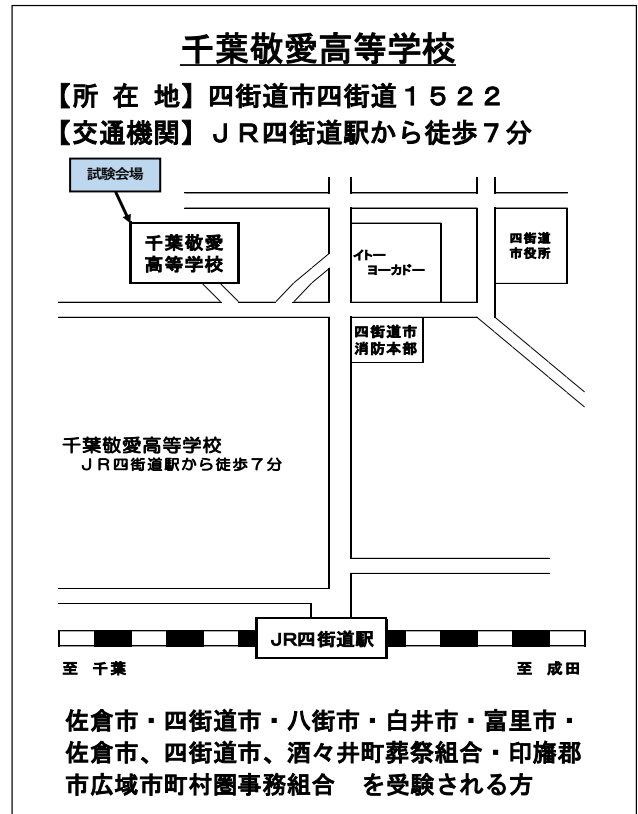 千葉敬愛高等学校
【所 在 地】四街道市四街道１５２２
【交通機関】ＪＲ四街道駅から徒歩７分
試験会場
千葉敬愛
高等学校
イトー
ヨーカドー
四街道
市役所
四街道市
消防本部
千葉敬愛高等学校
ＪＲ四街道駅から徒歩７分
JR四街道駅
至 千葉
至 成田
佐倉市・四街道市・八街市・白井市・富里市・
佐倉市、四街道市、酒々井町葬祭組合・印旛郡
市広域市町村圏事務組合　を受験される方